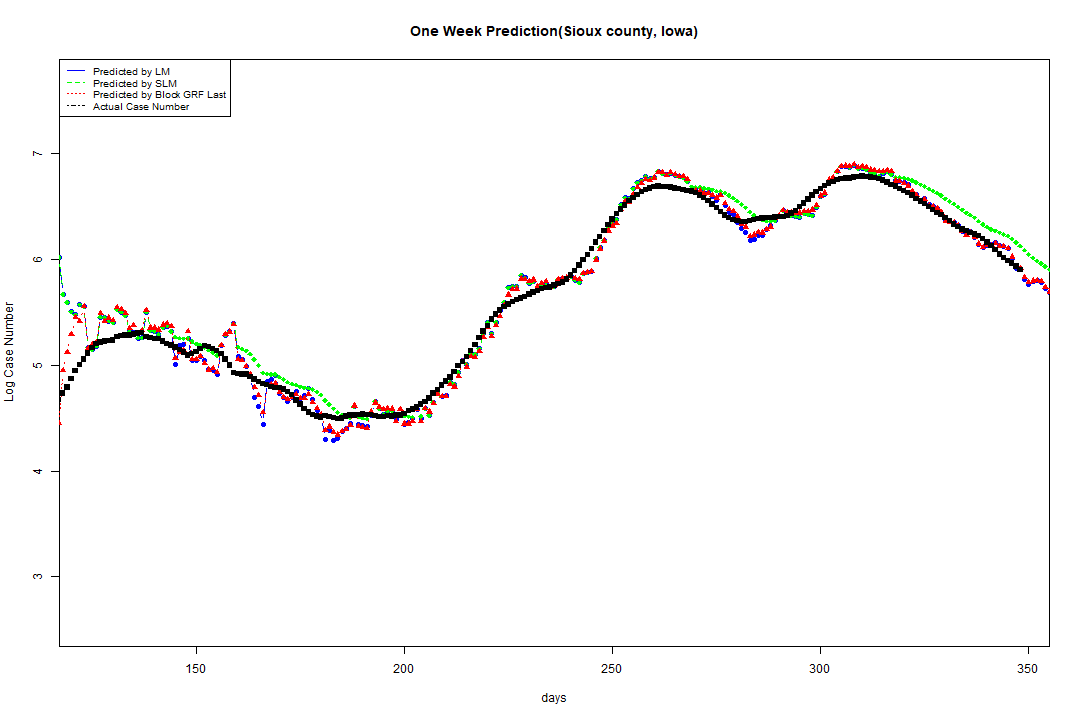 One Week Prediction(Sioux county, Iowa)
Predicted by LM
Predicted by SLM
Predicted by Block GRF Last
Actual Case Number
7
6
5
4
3
Log Case Number
150 200 250 300 350
days